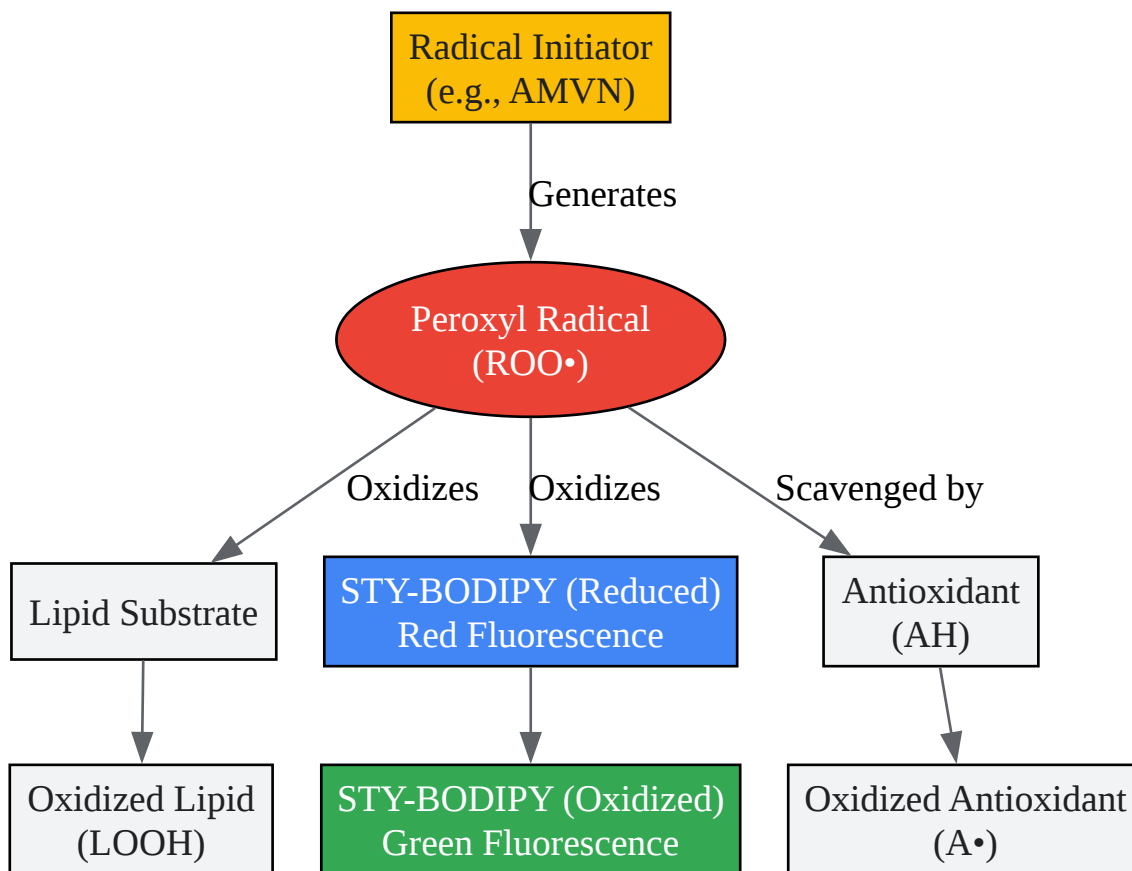 Radical Initiator
(e.g., AMVN)
Generates
Peroxyl Radical
(ROO•)
Oxidizes
Oxidizes
Scavenged by
Lipid Substrate
STY-BODIPY (Reduced)
Red Fluorescence
Antioxidant
(AH)
Oxidized Lipid
(LOOH)
STY-BODIPY (Oxidized)
Green Fluorescence
Oxidized Antioxidant
(A•)